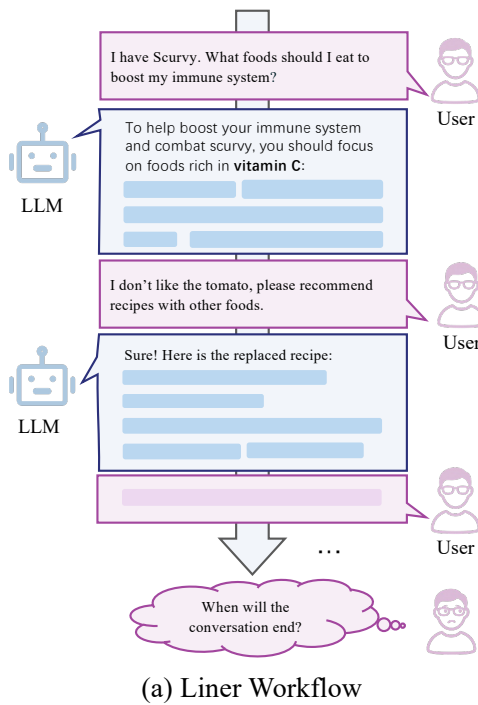 I have Scurvy. What foods should I eat to
boost my immune system?
User
To help boost your immune system
and combat scurvy, you should focus
on foods rich in vitamin C:
LLM
I don't like the tomato, please recommend
recipes with other foods.
User
Sure! Here is the replaced recipe:
LLM
User
...
When will the
conversation end?
(a) Liner Workflow